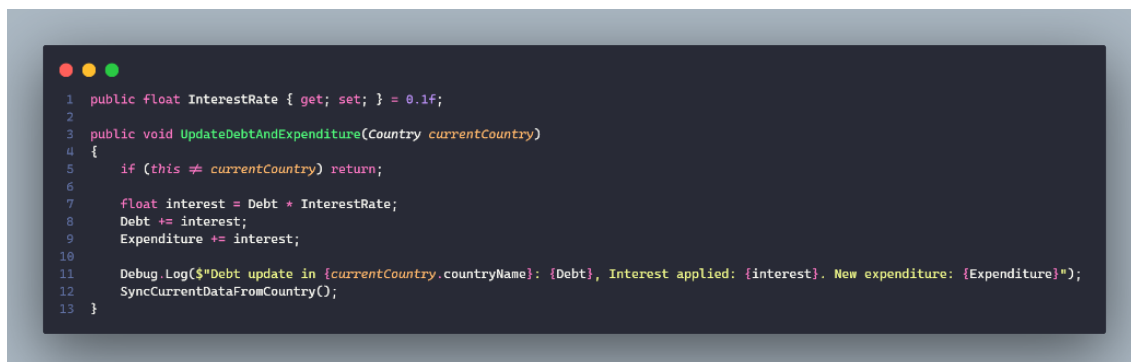 1 public float InterestRate { get; set; } = 0.1f;
2
3 public void UpdateDebtAndExpenditure(Country currentCountry)
4 {
5     if (this ≠ currentCountry) return;
6
7     float interest = Debt * InterestRate;
8     Debt += interest;
9     Expenditure += interest;
10
11     Debug.Log($"Debt update in {currentCountry.countryName}: {Debt}, Interest applied: {interest}. New expenditure: {Expenditure}");
12     SyncCurrentDataFromCountry();
13 }